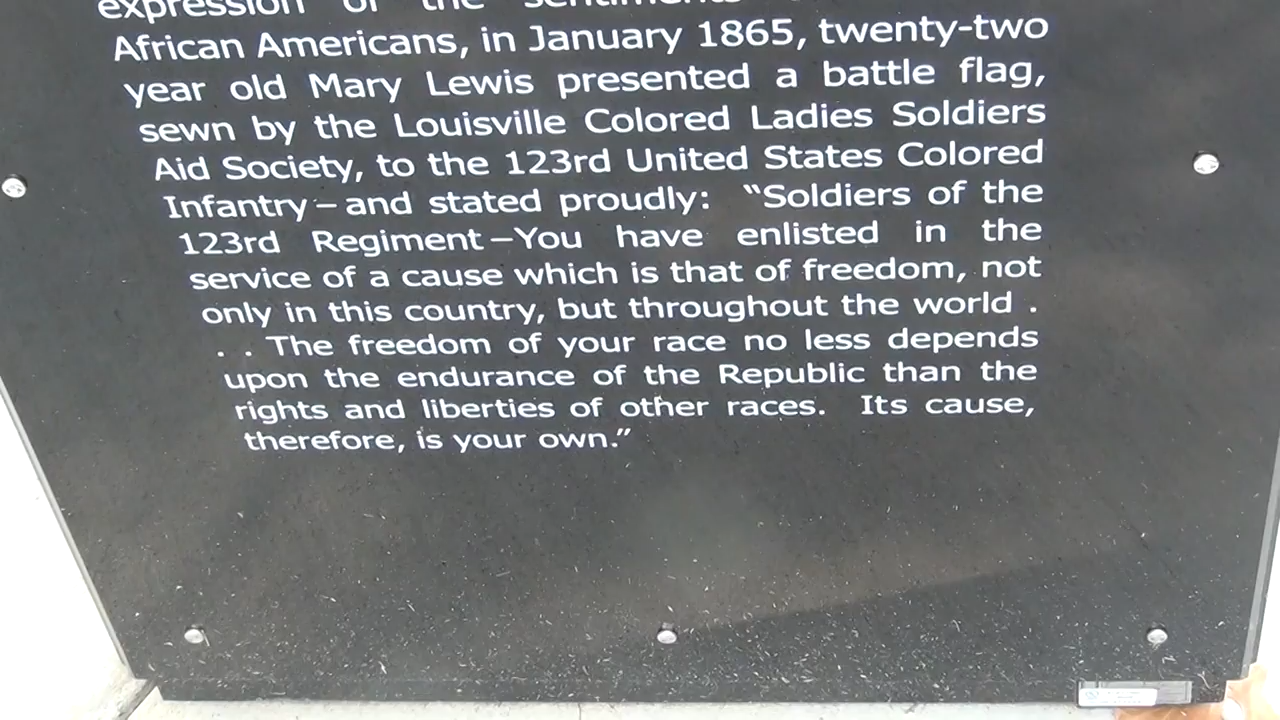 expression of the sentiments
African Americans, in January 1865, twenty-two
year old Mary Lewis presented a battle flag,
sewn by the Louisville Colored Ladies Soldiers
Aid Society, to the 123rd United States Colored
Infantry – and stated proudly: “Soldiers of the
123rd Regiment – You have enlisted in the
service of a cause which is that of freedom, not
only in this country, but throughout the world .
. . The freedom of your race no less depends
upon the endurance of the Republic than the
rights and liberties of other races. Its cause,
therefore, is your own.”